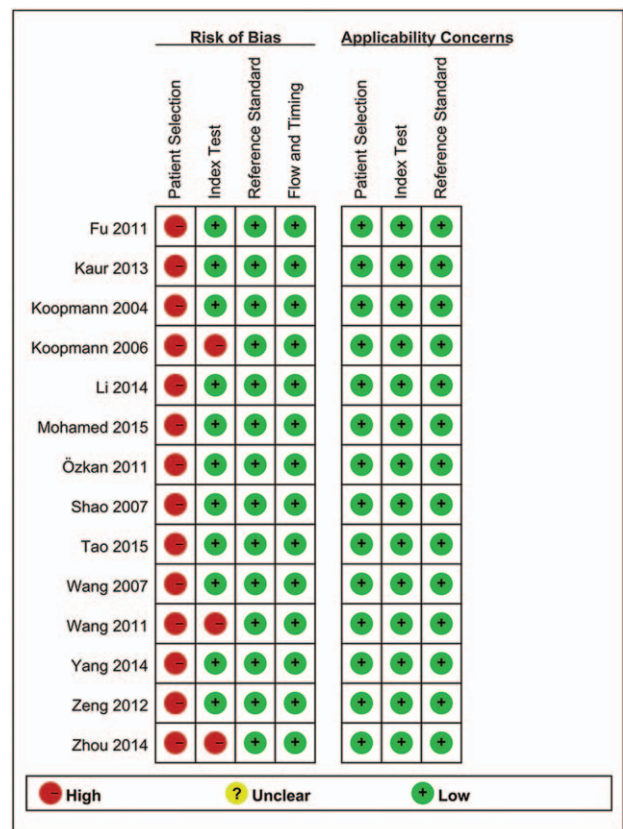 Risk of Bias Applicability Concerns
Patient Selection Index Test Reference Standard Flow and Timing Patient Selection Index Test Reference Standard
Fu 2011 - + + + + + +
Kaur 2013 - + + + + + +
Koopmann 2004 - + + + + + +
Koopmann 2006 - - + + + + +
Li 2014 - + + + + + +
Mohamed 2015 - + + + + + +
Özkan 2011 - + + + + + +
Shao 2007 - + + + + + +
Tao 2015 - + + + + + +
Wang 2007 - + + + + + +
Wang 2011 - - + + + + +
Yang 2014 - + + + + + +
Zeng 2012 - + + + + + +
Zhou 2014 - - + + + + +
- High ? Unclear + Low